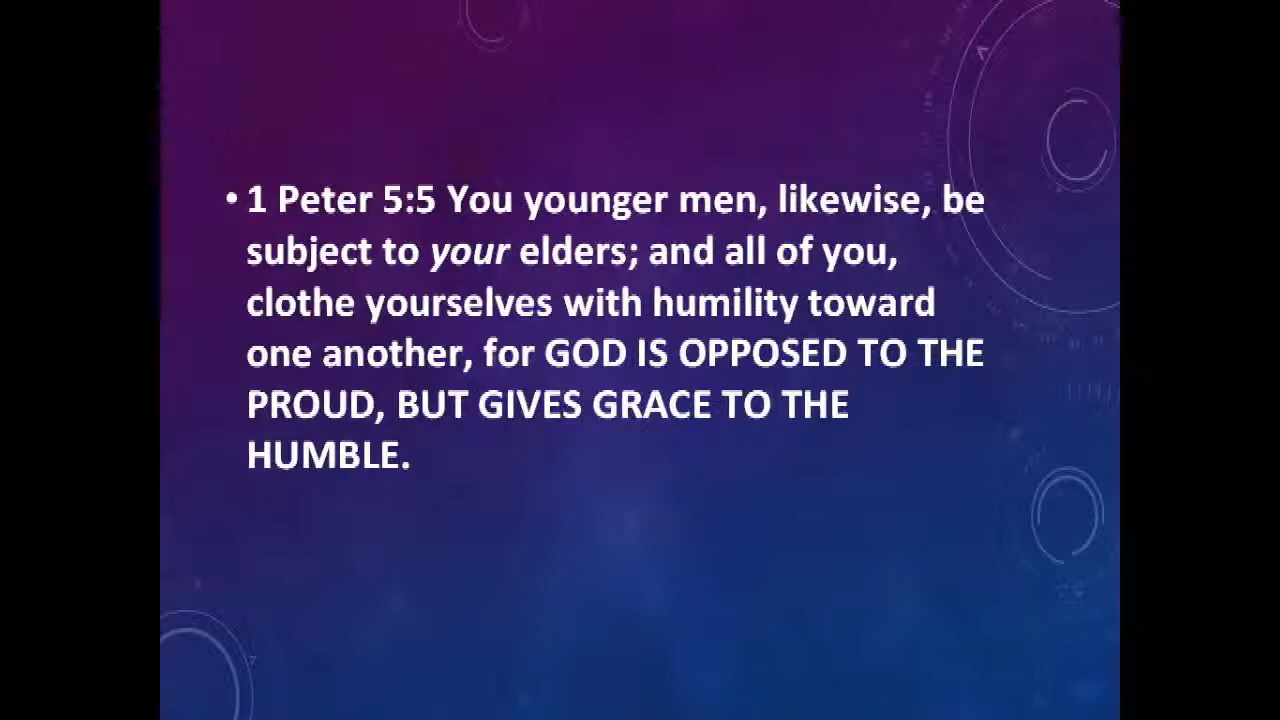 • 1 Peter 5:5 You younger men, likewise, be
subject to your elders; and all of you,
clothe yourselves with humility toward
one another, for GOD IS OPPOSED TO THE
PROUD, BUT GIVES GRACE TO THE
HUMBLE.